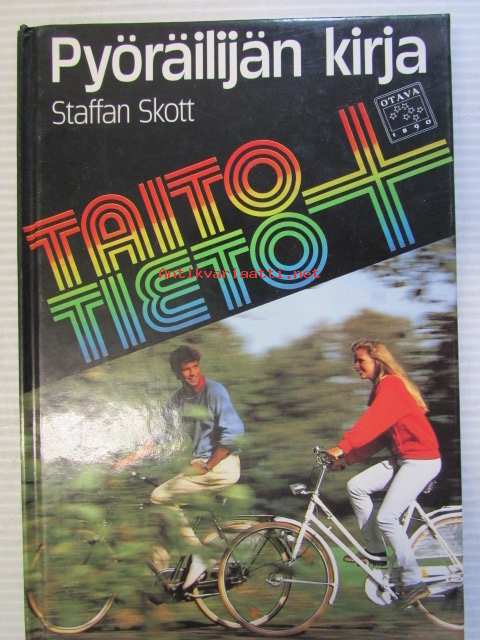 Pyöräilijän kirja
Staffan Skott
OTAVA
1890
TAITO +
TIETO
Antikvariaatti.net